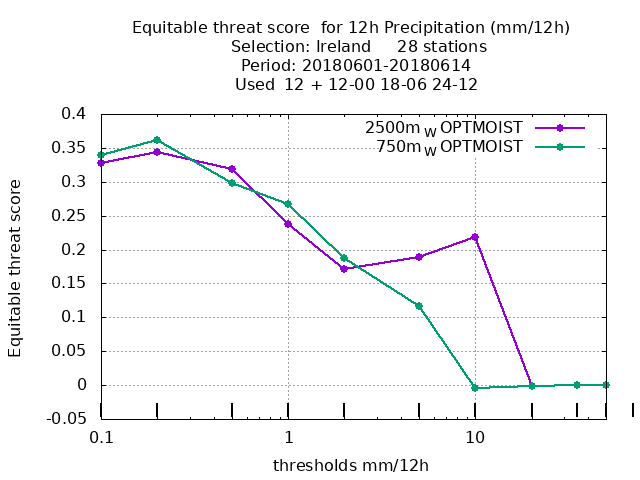 Equitable threat score  for 12h Precipitation (mm/12h)
Selection: Ireland     28 stations
Period: 20180601-20180614
Used  12 + 12-00 18-06 24-12
2500m_W OPTMOIST
750m_W OPTMOIST
0.4
0.35
0.3
0.25
0.2
0.15
0.1
0.05
0
-0.05
Equitable threat score
0.1 1 10
thresholds mm/12h